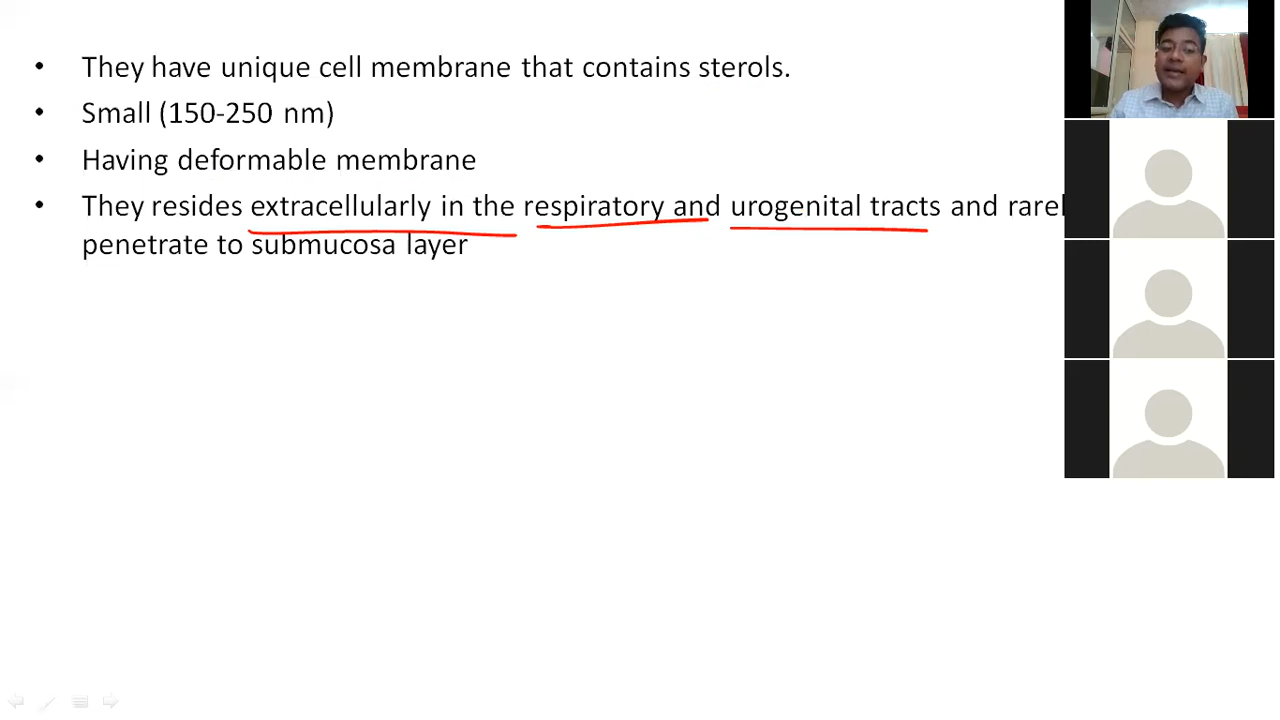 • They have unique cell membrane that contains sterols.
• Small (150-250 nm)
• Having deformable membrane
• They resides extracellularly in the respiratory and urogenital tracts and
penetrate to submucosa layer